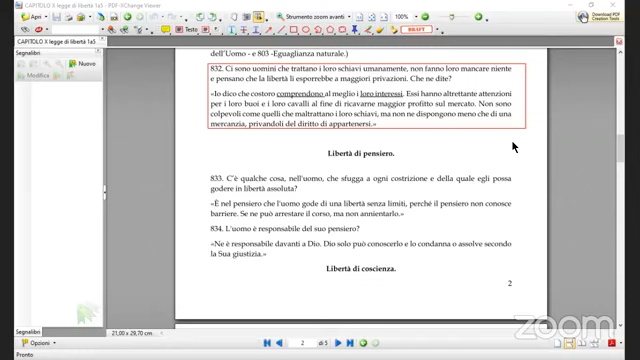 CAPITOLO X legge di libertà 1a5 - PDF-XChange Viewer
Strumento zoom avanti
100%
Download PDF
Creation Tools
CAPITOLO X legge di libertà 1a5
Segnalibri
Nuovo
Modifica
DRAFT
dell'Uomo - e 803 -Eguaglianza naturale.)
832. Ci sono uomini che trattano i loro schiavi umanamente, non fanno loro mancare niente
e pensano che la libertà li esporrebbe a maggiori privazioni. Che ne dite?
«Io dico che costoro comprendono al meglio i loro interessi. Essi hanno altrettante attenzioni
per i loro buoi e i loro cavalli al fine di ricavarne maggior profitto sul mercato. Non sono
colpevoli come quelli che maltrattano i loro schiavi, ma non ne dispongono meno che di una
mercanzia, privandoli del diritto di appartenersi.»
Libertà di pensiero.
833. C'è qualche cosa, nell'uomo, che sfugga a ogni costrizione e della quale egli possa
godere in libertà assoluta?
«È nel pensiero che l'uomo gode di una libertà senza limiti, perché il pensiero non conosce
barriere. Se ne può arrestare il corso, ma non annientarlo.»
834. L'uomo è responsabile del suo pensiero?
«Ne è responsabile davanti a Dio. Dio solo può conoscerlo e lo condanna o assolve secondo
la Sua giustizia.»
Libertà di coscienza.
2
zoom
Segnalibri
21,00 x 29,70 cm
Opzioni
2
di 5
Pronto